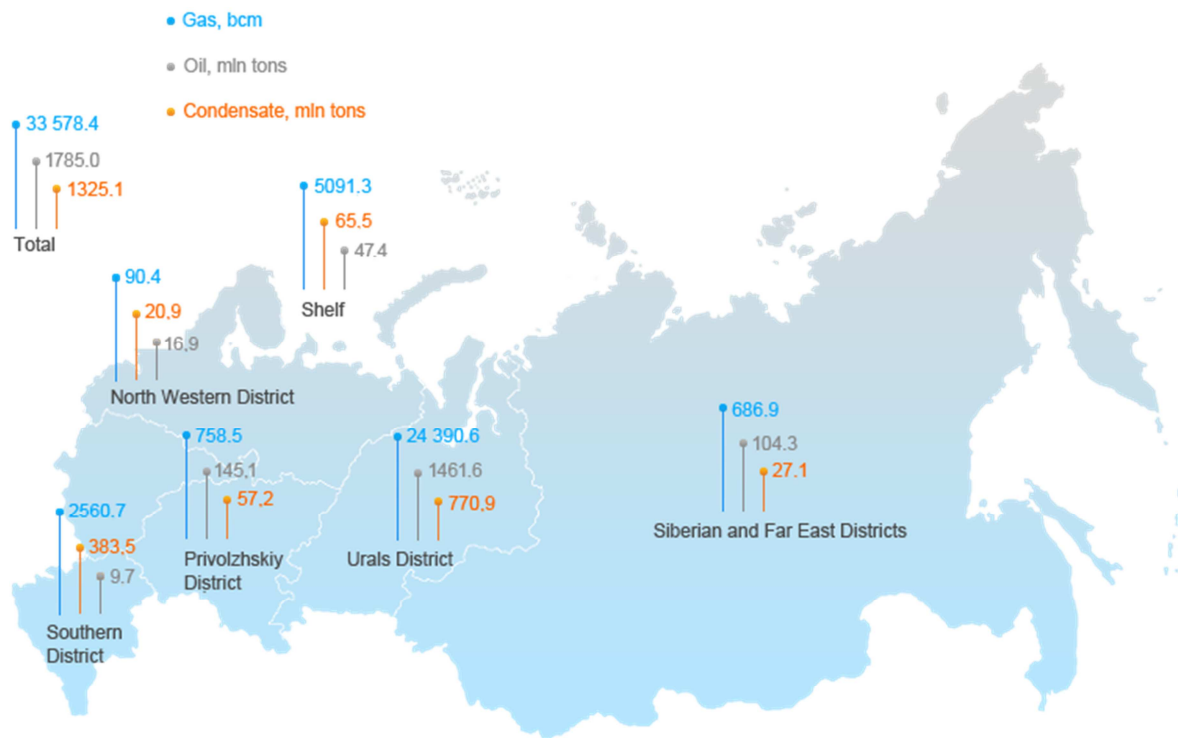 Gas, bcm
Oil, mln tons
Condensate, mln tons
33 578.4
1785.0
1325.1
Total
5091.3
65.5
47.4
Shelf
90.4
20,9
16,9
North Western District
758.5
145,1
57,2
Privolzhskiy
District
24 390.6
1461.6
770,9
Urals District
686.9
104.3
27.1
Siberian and Far East Districts
2560.7
383,5
9.7
Southern
District